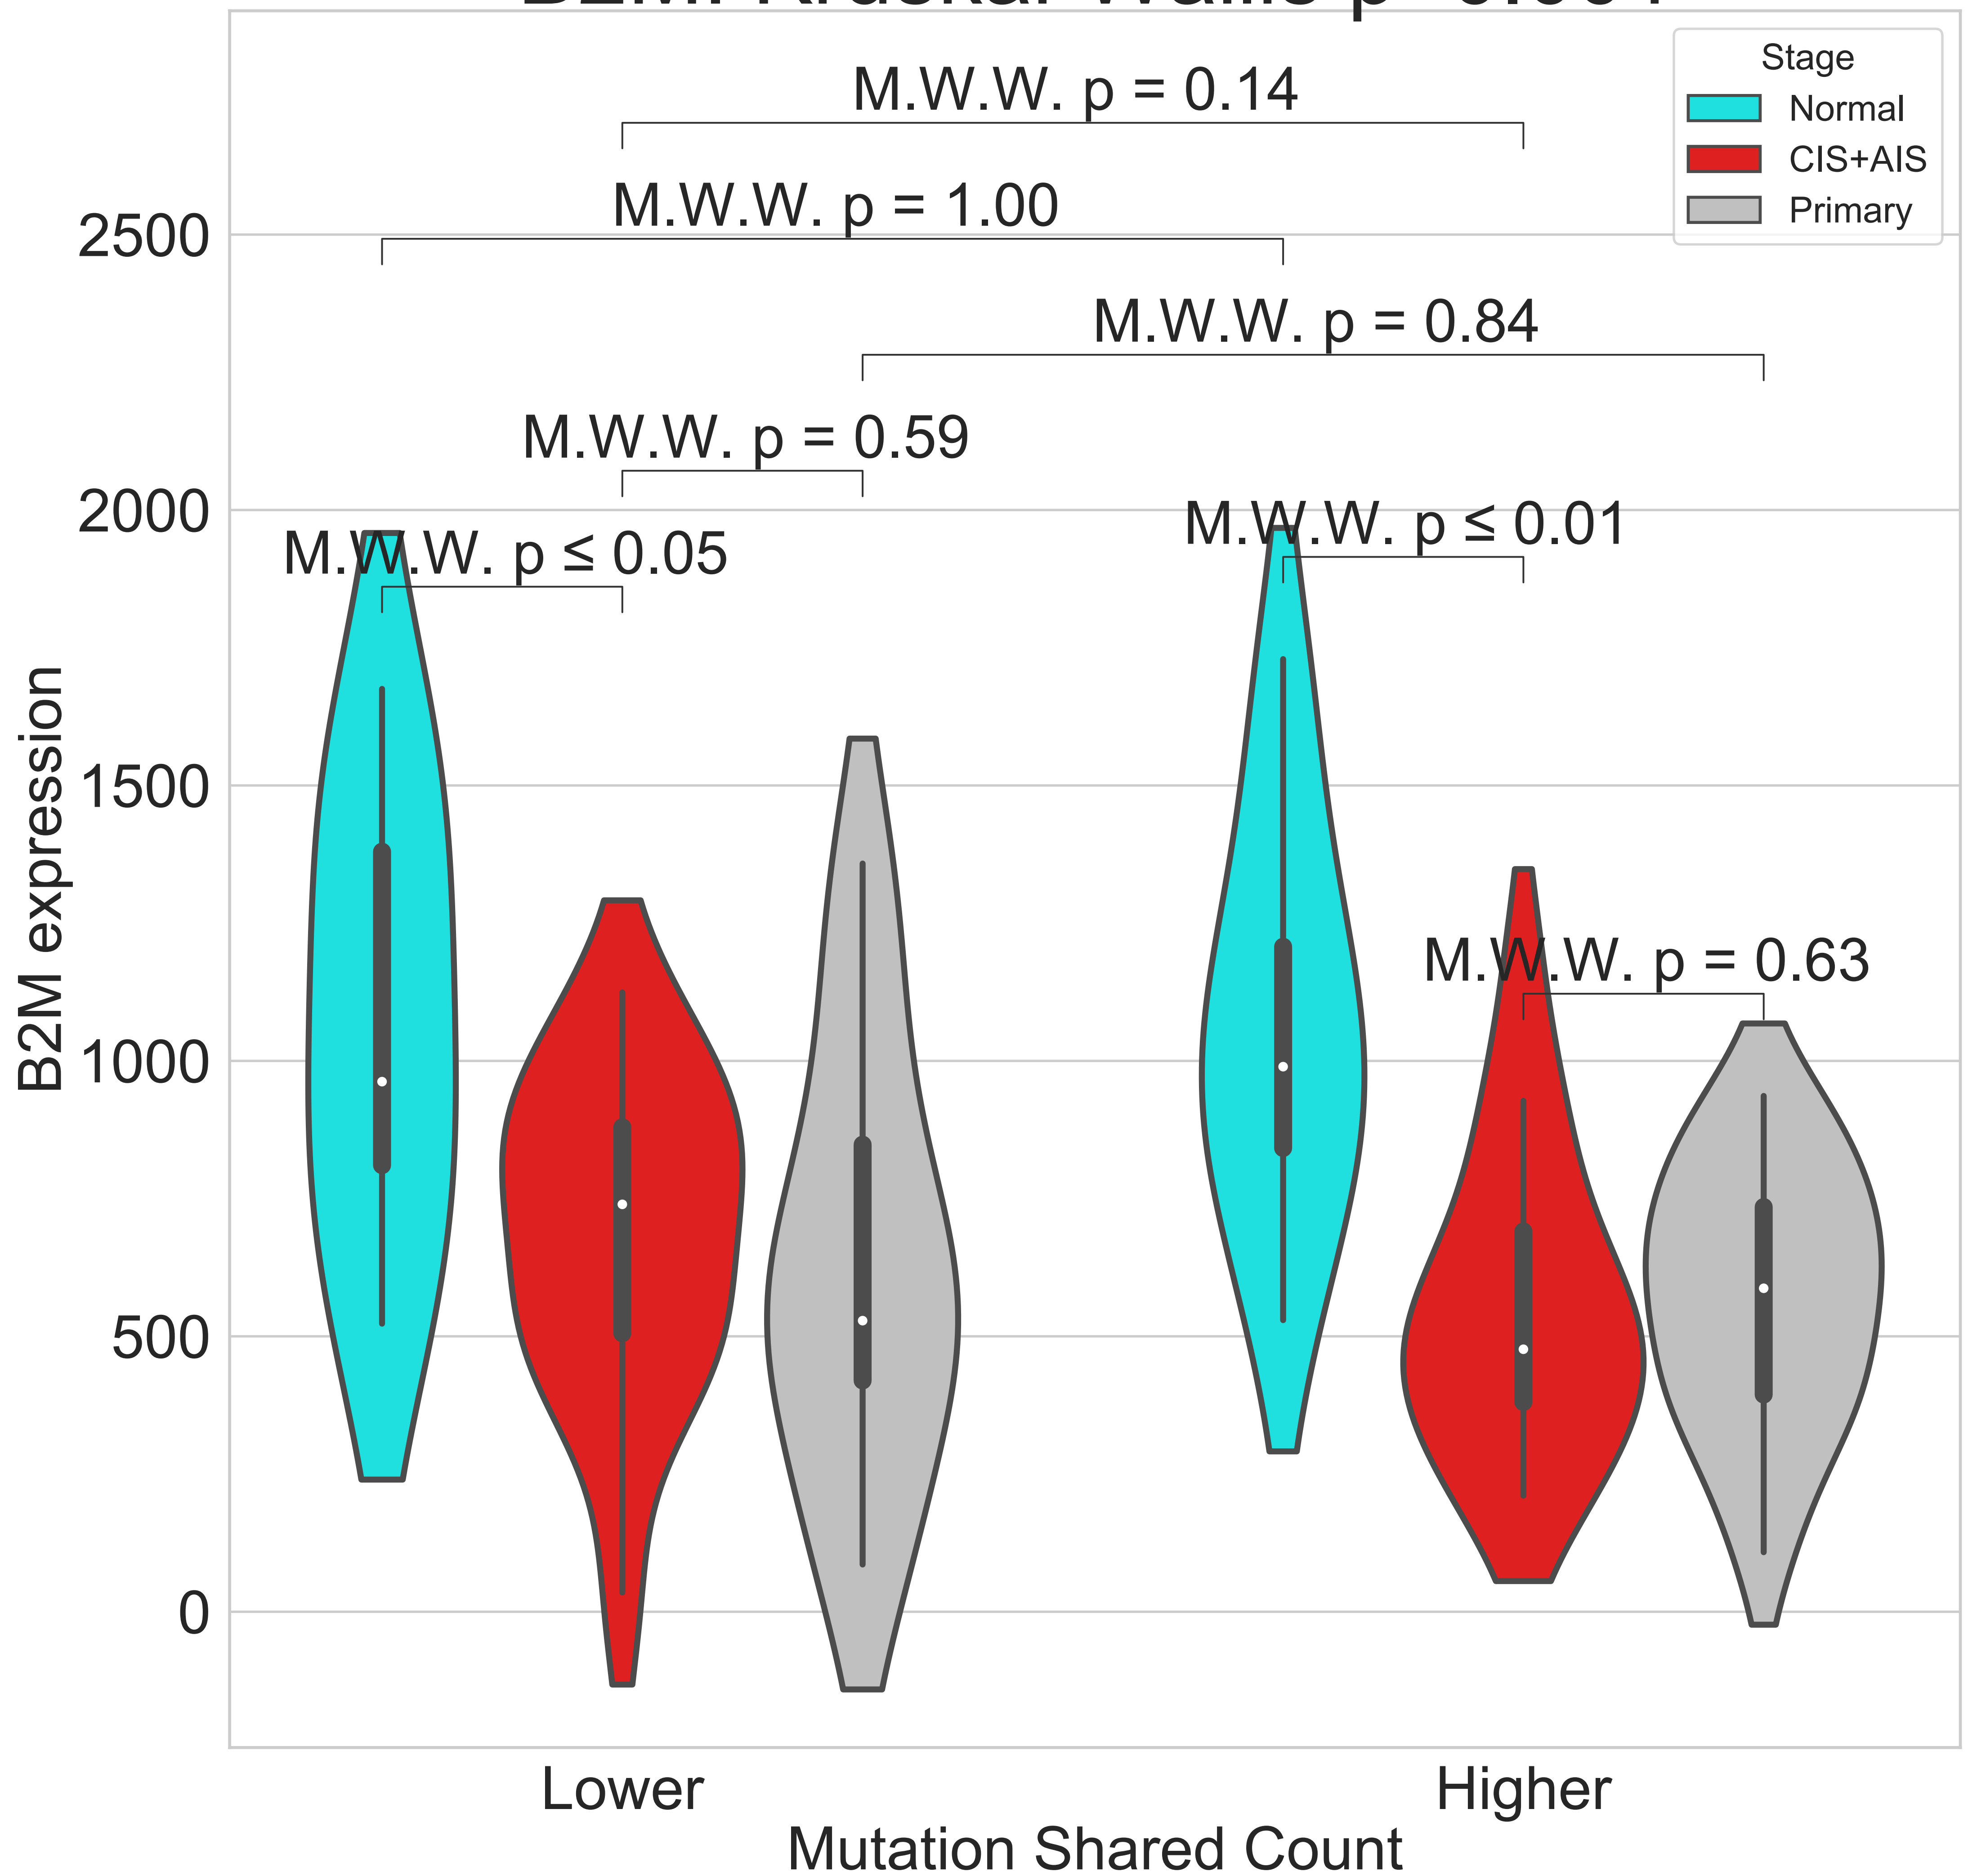 Stage
Normal
CIS+AIS
Primary
M.W.W. p = 0.14
M.W.W. p = 1.00
M.W.W. p = 0.84
M.W.W. p = 0.59
M.W.W. p ≤ 0.05
M.W.W. p ≤ 0.01
M.W.W. p = 0.63
2500
2000
1500
1000
500
0
B2M expression
Lower
Higher
Mutation Shared Count